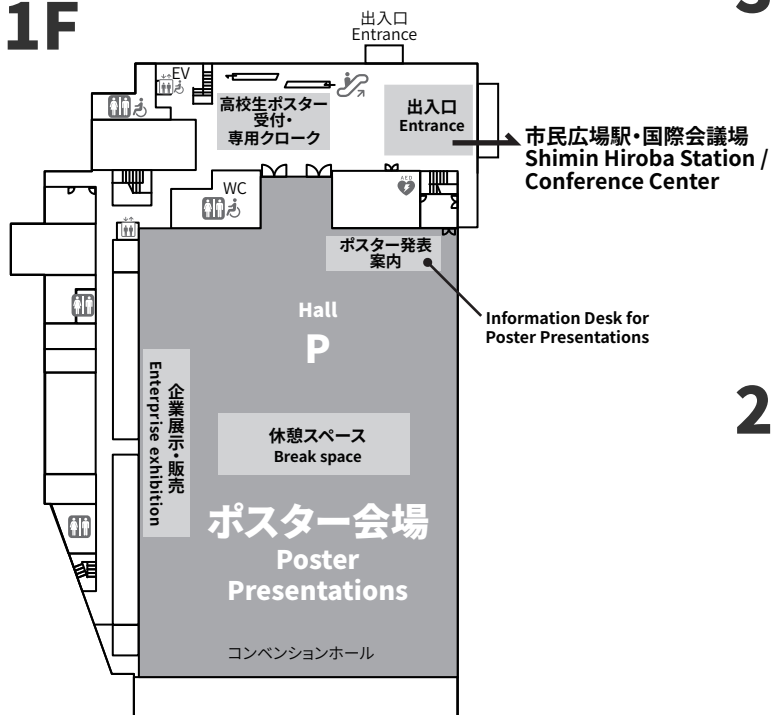 1F
出入口
Entrance
EV
高校生ポスター
受付・
専用クローク
出入口
Entrance
市民広場駅・国際会議場
Shimin Hiroba Station /
Conference Center
WC
AED
ポスター発表
案内
Information Desk for
Poster Presentations
Hall
P
企業展示・販売
Enterprise exhibition
休憩スペース
Break space
2
ポスター会場
Poster
Presentations
コンベンションホール